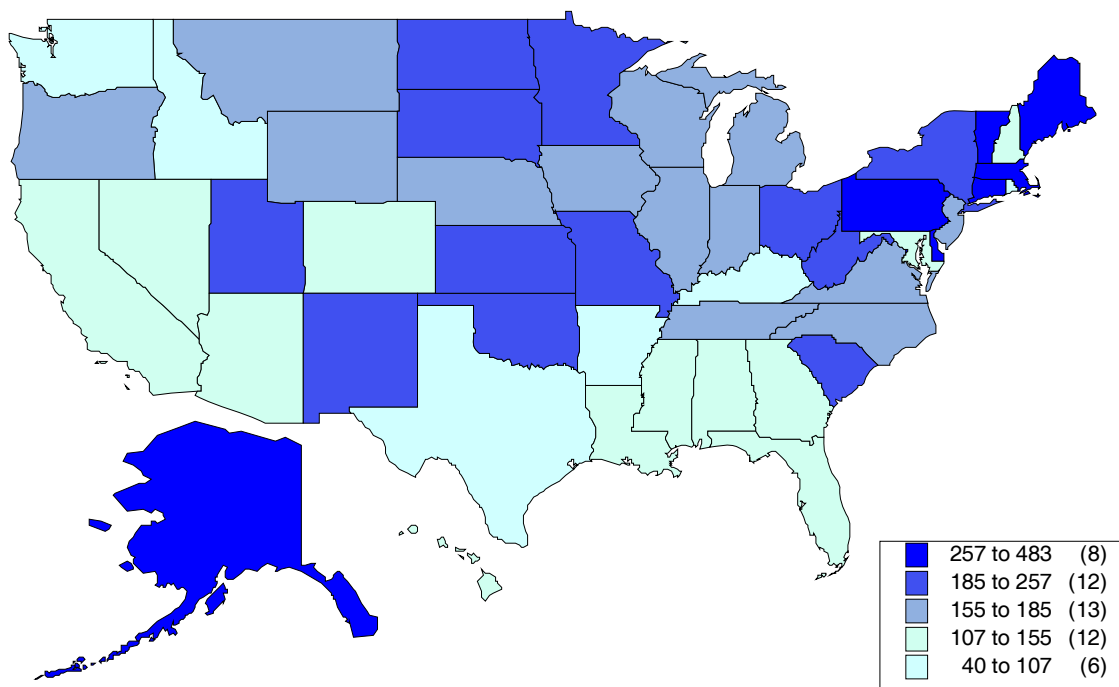 257 to 483 (8)
185 to 257 (12)
155 to 185 (13)
107 to 155 (12)
40 to 107 (6)